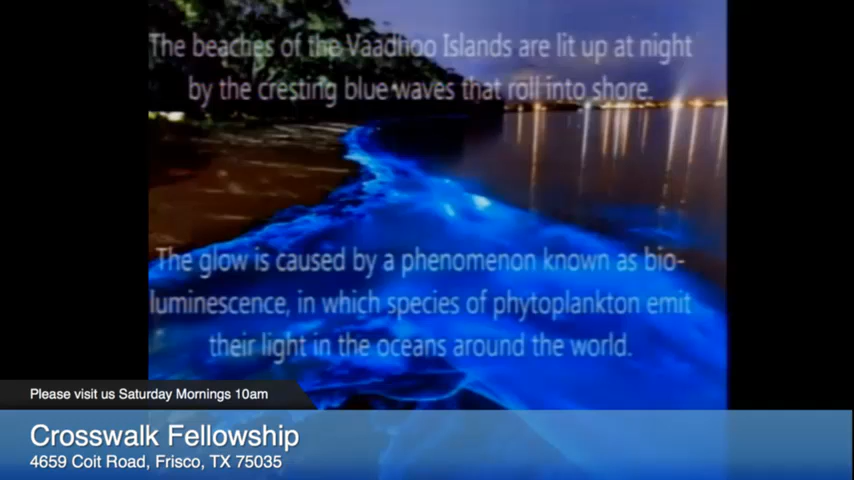 The beaches of the Vaadhoo Islands are lit up at night
by the cresting blue waves that roll into shore.
The glow is caused by a phenomenon known as bio-
luminescence, in which species of phytoplankton emit
their light in the oceans around the world.
Please visit us Saturday Mornings 10am
Crosswalk Fellowship
4659 Coit Road, Frisco, TX 75035